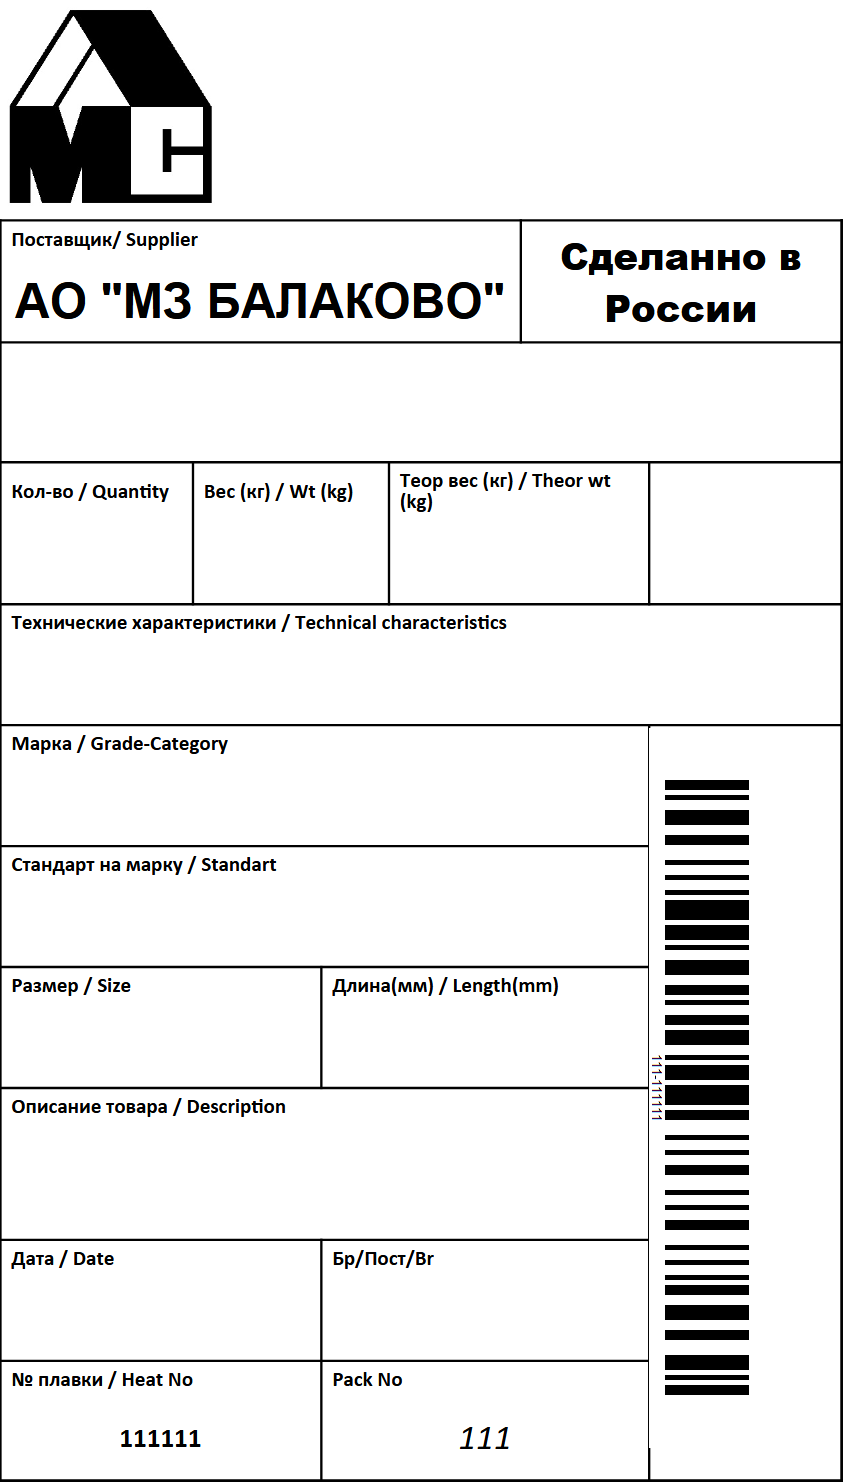 МС
Поставщик/ Supplier
АО "МЗ БАЛАКОВО"
Сделанно в
России
Кол-во / Quantity
Вес (кг) / Wt (kg)
Теор вес (кг) / Theor wt
(kg)
Технические характеристики / Technical characteristics
Марка / Grade-Category
Стандарт на марку / Standart
Размер / Size
Длина(мм) / Length(mm)
111-111111
Описание товара / Description
Дата / Date
Бр/Пост/Br
№ плавки / Heat No
111111
Pack No
111